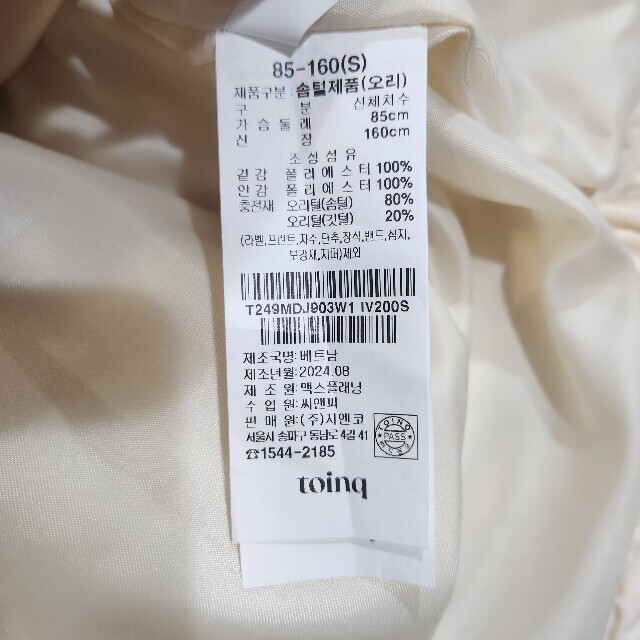 85-160(S)
제품구분 : 솜털제품(오리)
구 분 신체치수
가슴둘레 85cm
신 장 160cm
조성섬유
겉감 폴리에스터 100%
안감 폴리에스터 100%
충전재 오리털(솜털) 80%
오리털(깃털) 20%
(라벨,프린트,자수,단추,장식,밴드,심지,
보강재,지퍼)제외
T249MDJ903W1 IV200S
제조국명:베트남
제조년월:2024.08
제 조 원:맥스플래닝
수 입 원:씨앤피
판 매 원:(주)지엔코
서울시 송파구 동남로 4길 41
☎1544-2185
TOINQ
PASS
toinq